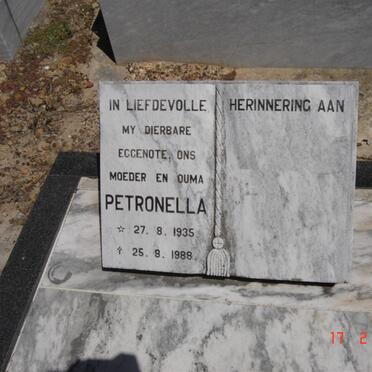 IN LIEFDEVOLLE HERINNERING AAN
MY DIERBARE
EGGENOTE, ONS
MOEDER EN OUMA
PETRONELLA
☆ 27. 8. 1935
† 25. 8. 1988
17 2